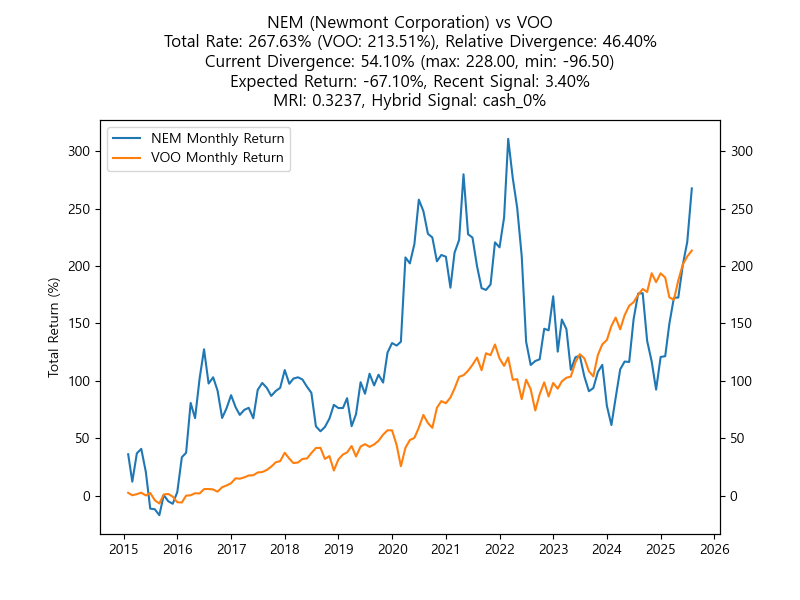 NEM (Newmont Corporation) vs VOO
Total Rate: 267.63% (VOO: 213.51%), Relative Divergence: 46.40%
Current Divergence: 54.10% (max: 228.00, min: -96.50)
Expected Return: -67.10%, Recent Signal: 3.40%
MRI: 0.3237, Hybrid Signal: cash_0%
NEM Monthly Return
VOO Monthly Return
Total Return (%)
300
250
200
150
100
50
0
300
250
200
150
100
50
0
2015 2016 2017 2018 2019 2020 2021 2022 2023 2024 2025 2026